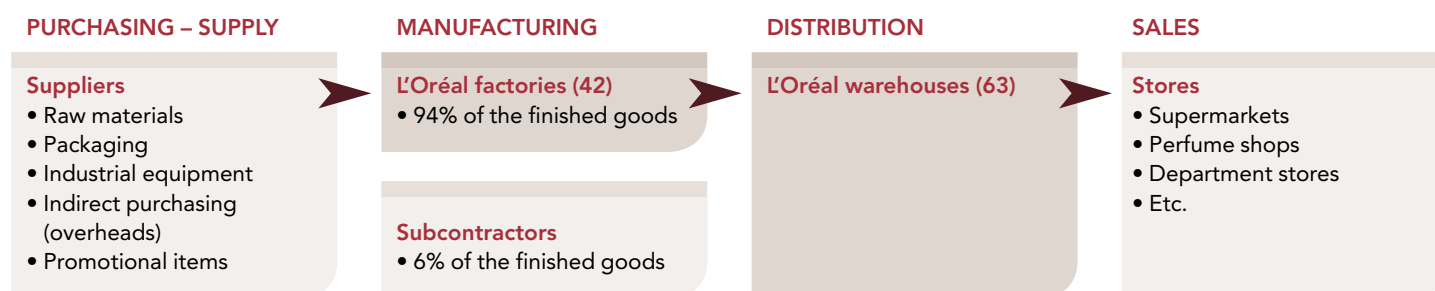 PURCHASING – SUPPLY
Suppliers
• Raw materials
• Packaging
• Industrial equipment
• Indirect purchasing
(overheads)
• Promotional items
MANUFACTURING
L’Oréal factories (42)
• 94% of the finished goods
Subcontractors
• 6% of the finished goods
DISTRIBUTION
L’Oréal warehouses (63)
SALES
Stores
• Supermarkets
• Perfume shops
• Department stores
• Etc.